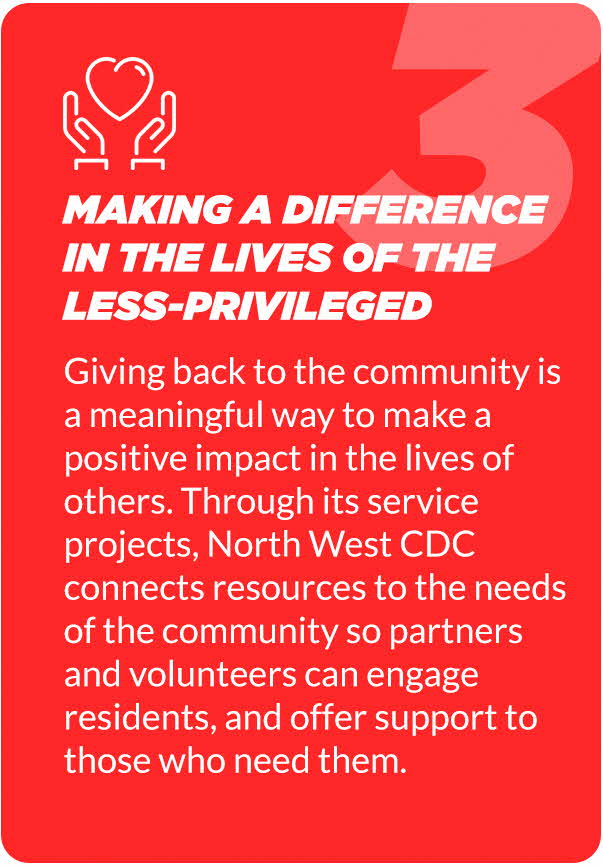 3
MAKING A DIFFERENCE
IN THE LIVES OF THE
LESS-PRIVILEGED
Giving back to the community is
a meaningful way to make a
positive impact in the lives of
others. Through its service
projects, North West CDC
connects resources to the needs
of the community so partners
and volunteers can engage
residents, and offer support to
those who need them.